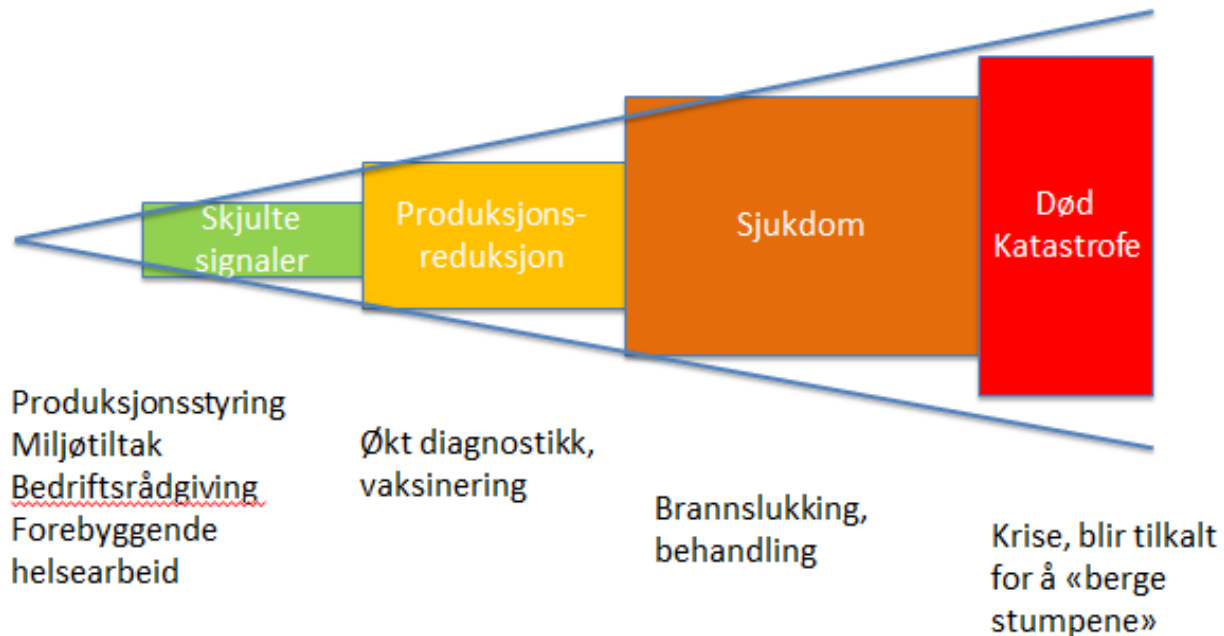 Skjulte
signaler
Produksjons-
reduksjon
Sjukdom
Død
Katastrofe
Produksjonsstyring
Miljøtiltak
Bedriftsrådgiving
Forebyggende
helsearbeid
Økt diagnostikk,
vaksinering
Brannslukking,
behandling
Krise, blir tilkalt
for å «berge
stumpene»